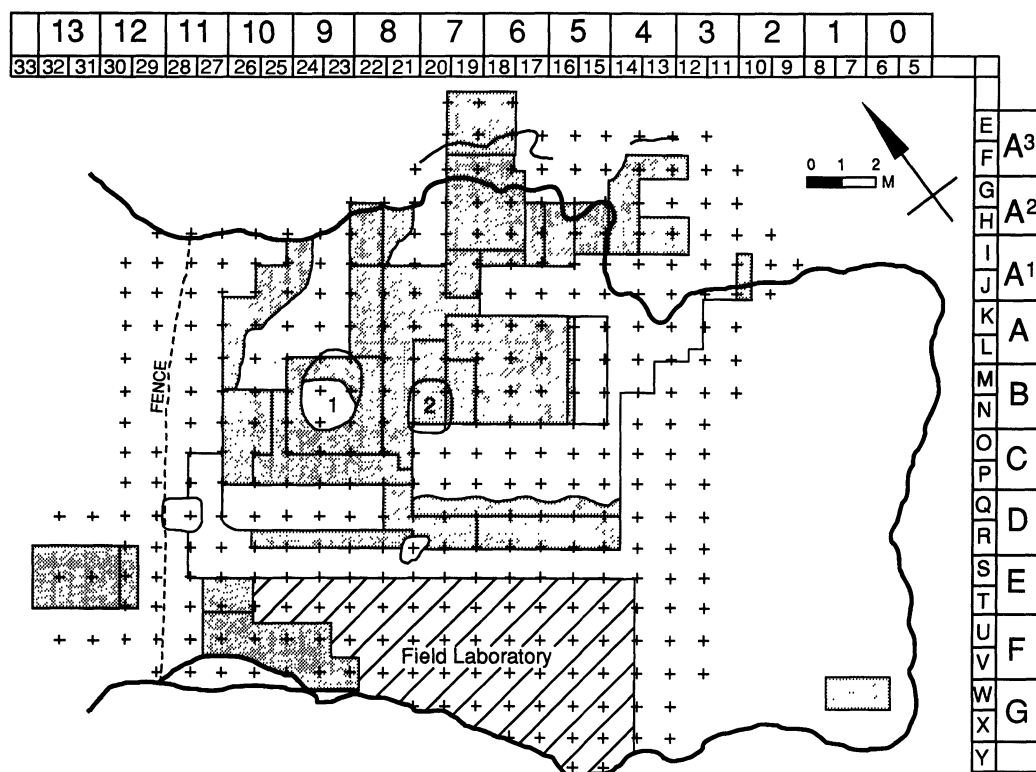 13 12 11 10 9 8 7 6 5 4 3 2 1 0
33 32 31 30 29 28 27 26 25 24 23 22 21 20 19 18 17 16 15 14 13 12 11 10 9 8 7 6 5
E
F
A³
G
H
A²
I
J
A¹
K
L
A
M
N
B
O
P
C
Q
R
D
S
T
E
U
V
F
W
X
G
Y
0 1 2
M
FENCE
1
2
Field Laboratory